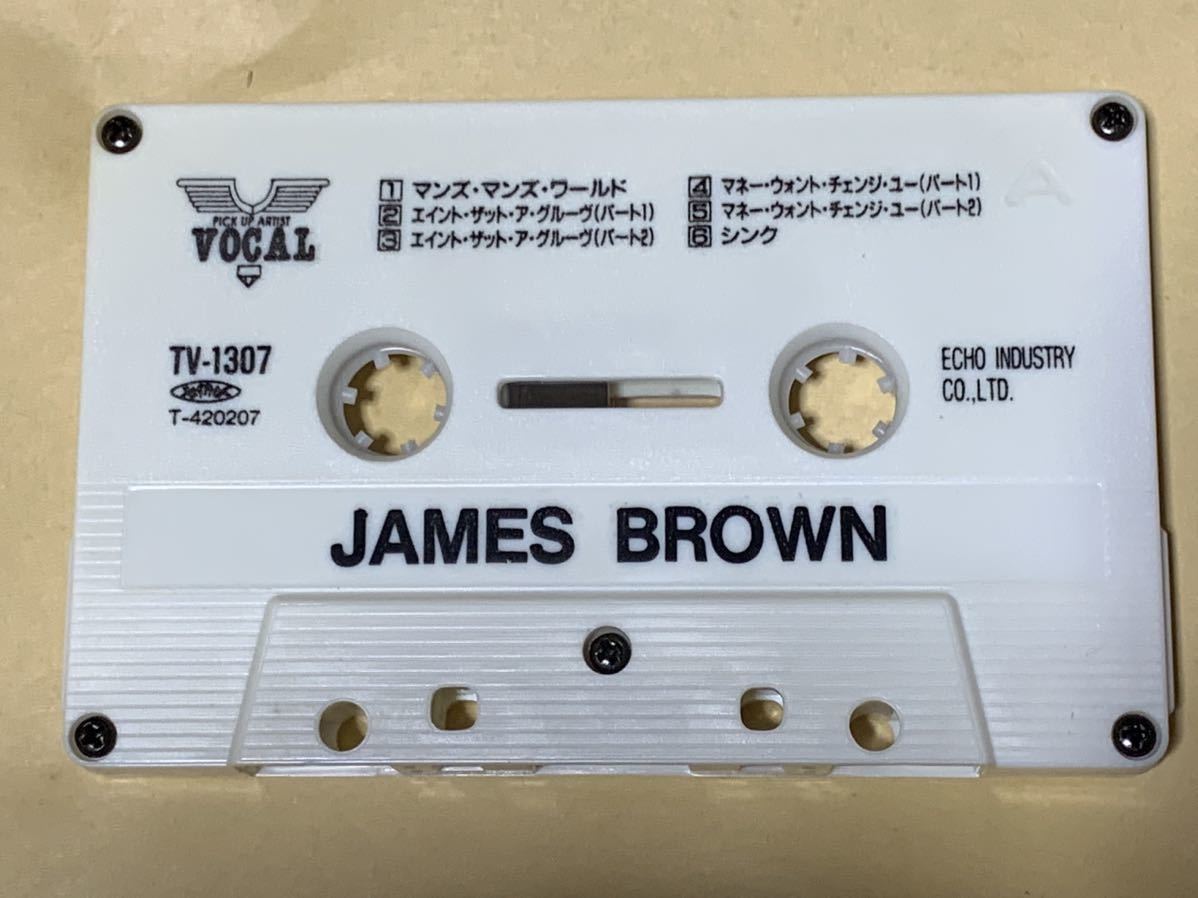 PICK UP ARTIST
VOCAL
1 マンズ・マンズ・ワールド
2 エイント・ザット・ア・グルーヴ(パート1)
3 エイント・ザット・ア・グルーヴ(パート2)
4 マネー・ウォント・チェンジ・ユー(パート1)
5 マネー・ウォント・チェンジ・ユー(パート2)
6 シンク
A
TV-1307
T-420207
ECHO INDUSTRY
CO.,LTD.
JAMES BROWN